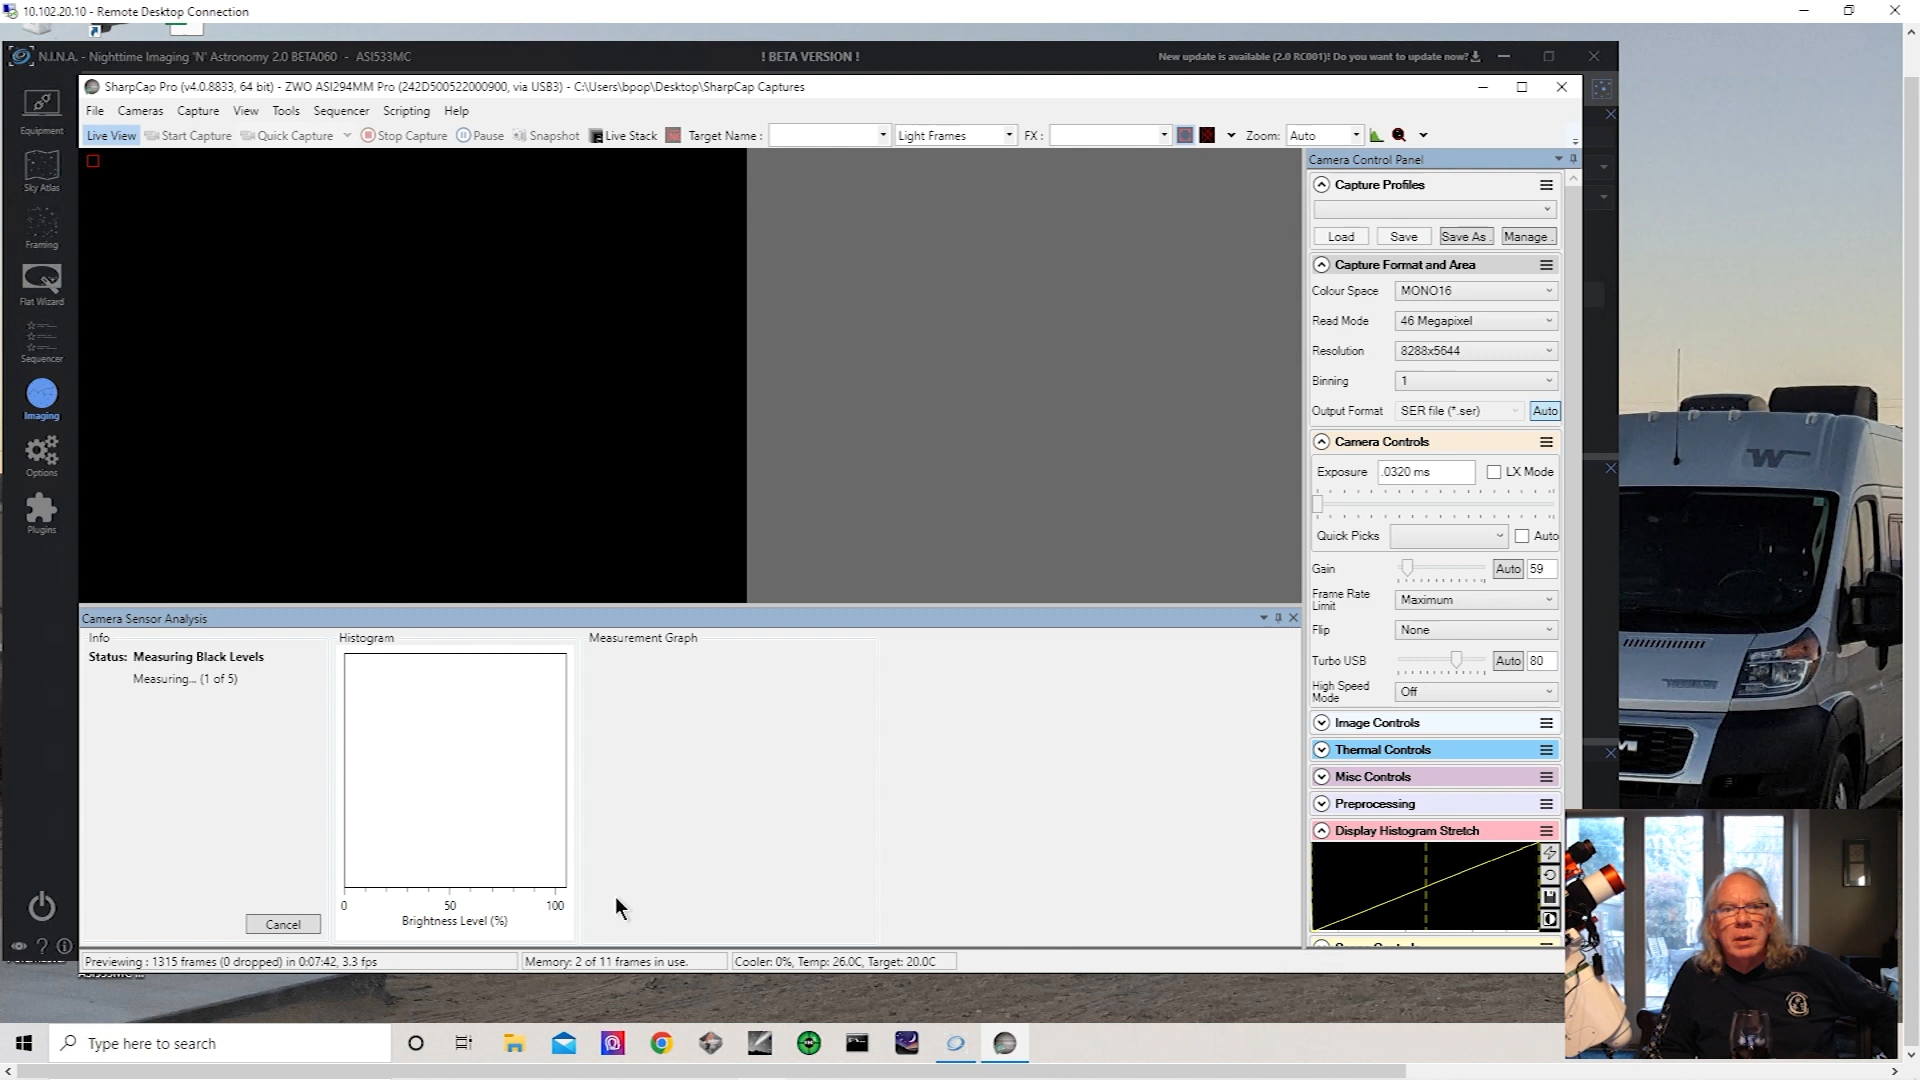 10.102.20.10 - Remote Desktop Connection
N.I.N.A. - Nighttime Imaging 'N' Astronomy 2.0 BETA060 - ASI533MC
! BETA VERSION !
New update is available (2.0 RC001)! Do you want to update now?
SharpCap Pro (v4.0.8833, 64 bit) - ZWO ASI294MM Pro (242D500522000900, via USB3) - C:\Users\bpop\Desktop\SharpCap Captures
File Cameras Capture View Tools Sequencer Scripting Help
Live View Start Capture Quick Capture Stop Capture Pause Snapshot Live Stack Target Name : Light Frames FX : Zoom: Auto
Equipment
Sky Atlas
Framing
Flat Wizard
Sequencer
Imaging
Options
Plugins
Camera Control Panel
Capture Profiles
Load Save Save As Manage
Capture Format and Area
Colour Space MONO16
Read Mode 46 Megapixel
Resolution 8288x5644
Binning 1
Output Format SER file (*.ser) Auto
Camera Controls
Exposure .0320 ms LX Mode
Quick Picks Auto
Gain Auto 59
Frame Rate Limit Maximum
Flip None
Turbo USB Auto 80
High Speed Mode Off
Image Controls
Thermal Controls
Misc Controls
Preprocessing
Display Histogram Stretch
Camera Sensor Analysis
Info
Status: Measuring Black Levels
Measuring... (1 of 5)
Cancel
Histogram
0 50 100
Brightness Level (%)
Measurement Graph
Previewing : 1315 frames (0 dropped) in 0:07:42, 3.3 fps
Memory: 2 of 11 frames in use.
Cooler: 0%, Temp: 26.0C, Target: 20.0C
Type here to search